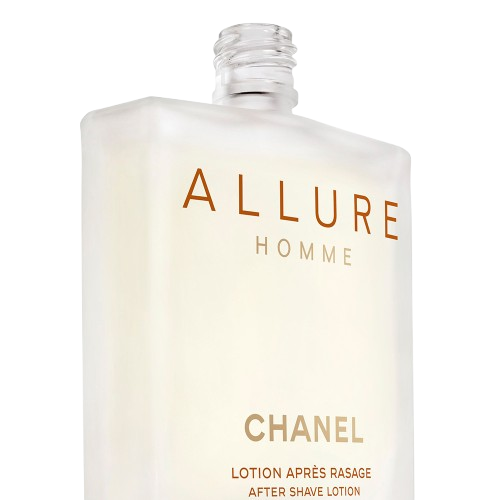 ALLURE
HOMME
CHANEL
LOTION APRÈS RASAGE
AFTER SHAVE LOTION